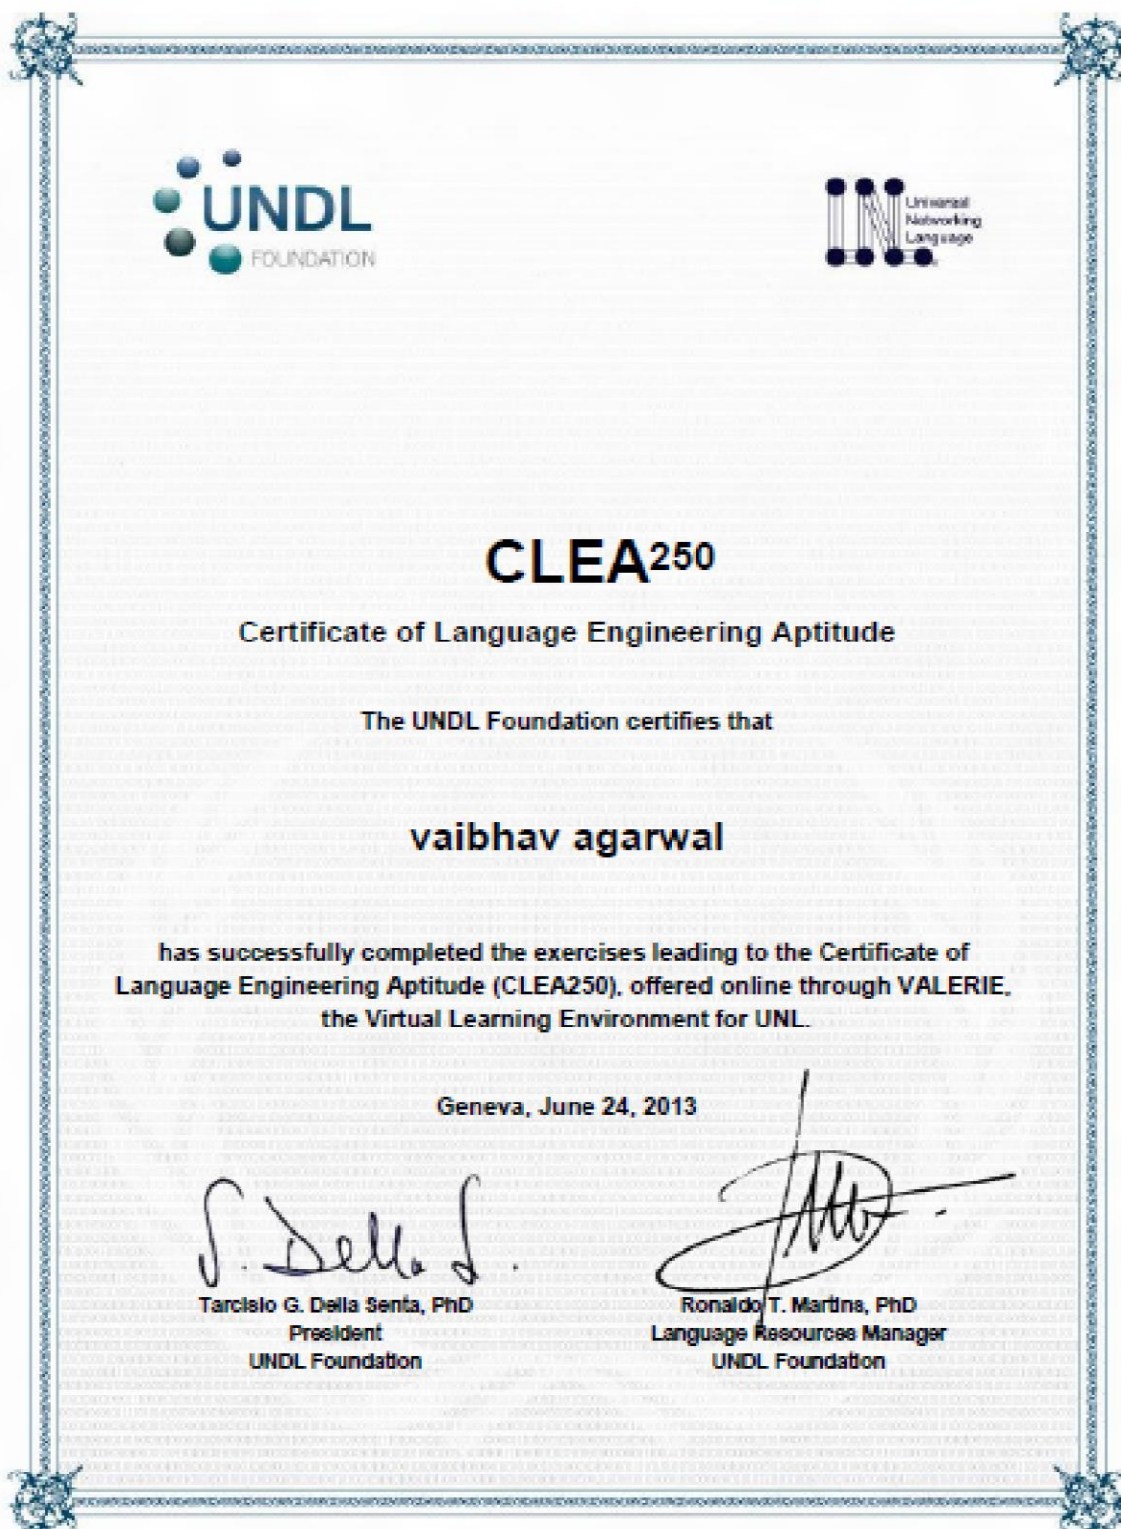 UNDL
FOUNDATION
Universal
Networking
Language
CLEA250
Certificate of Language Engineering Aptitude
The UNDL Foundation certifies that
vaibhav agarwal
has successfully completed the exercises leading to the Certificate of
Language Engineering Aptitude (CLEA250), offered online through VALERIE,
the Virtual Learning Environment for UNL.
Geneva, June 24, 2013
Tarcisio G. Della Senta, PhD
President
UNDL Foundation
Ronaldo T. Martins, PhD
Language Resources Manager
UNDL Foundation